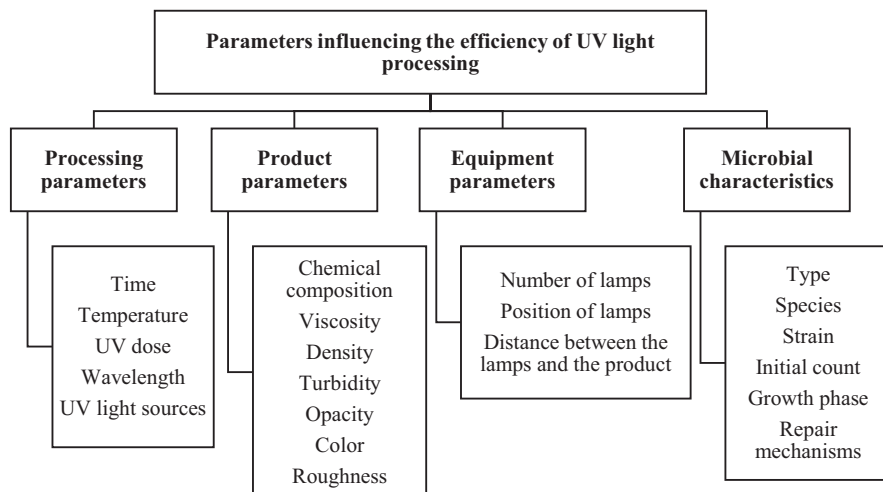 Parameters influencing the efficiency of UV light
processing
Processing
parameters
Product
parameters
Equipment
parameters
Microbial
characteristics
Time
Temperature
UV dose
Wavelength
UV light sources
Chemical
composition
Viscosity
Density
Turbidity
Opacity
Color
Roughness
Number of lamps
Position of lamps
Distance between the
lamps and the product
Type
Species
Strain
Initial count
Growth phase
Repair
mechanisms